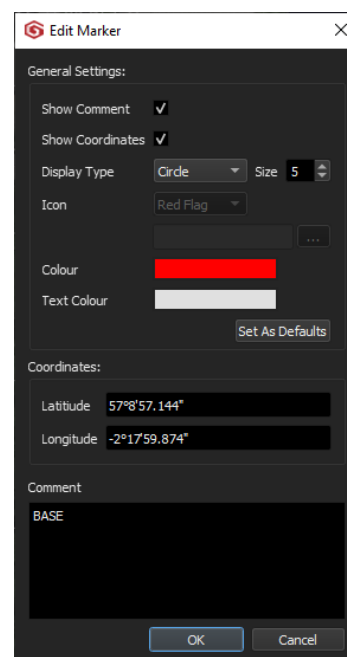 Edit Marker
General Settings:
Show Comment
Show Coordinates
Display Type Circle Size 5
Icon Red Flag
...
Colour
Text Colour
Set As Defaults
Coordinates:
Latitiude 57°8'57.144"
Longitude -2°17'59.874"
Comment
BASE
OK Cancel